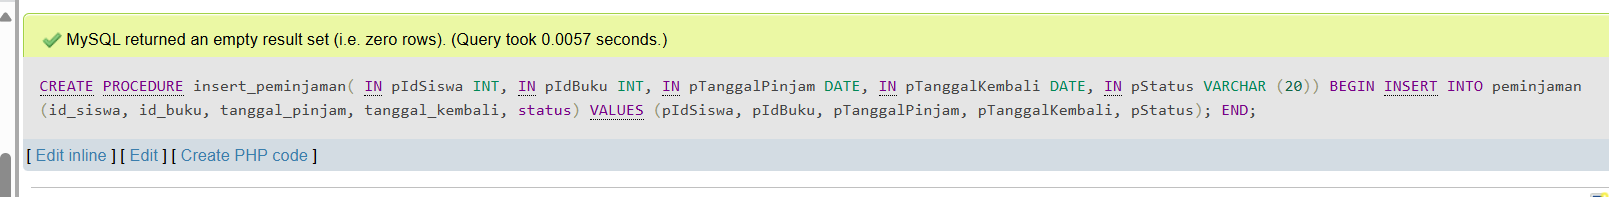 MySQL returned an empty result set (i.e. zero rows). (Query took 0.0057 seconds.)
CREATE PROCEDURE insert_peminjaman( IN pIdSiswa INT, IN pIdBuku INT, IN pTanggalPinjam DATE, IN pTanggalKembali DATE, IN pStatus VARCHAR (20)) BEGIN INSERT INTO peminjaman
(id_siswa, id_buku, tanggal_pinjam, tanggal_kembali, status) VALUES (pIdSiswa, pIdBuku, pTanggalPinjam, pTanggalKembali, pStatus); END;
[ Edit inline ] [ Edit ] [ Create PHP code ]